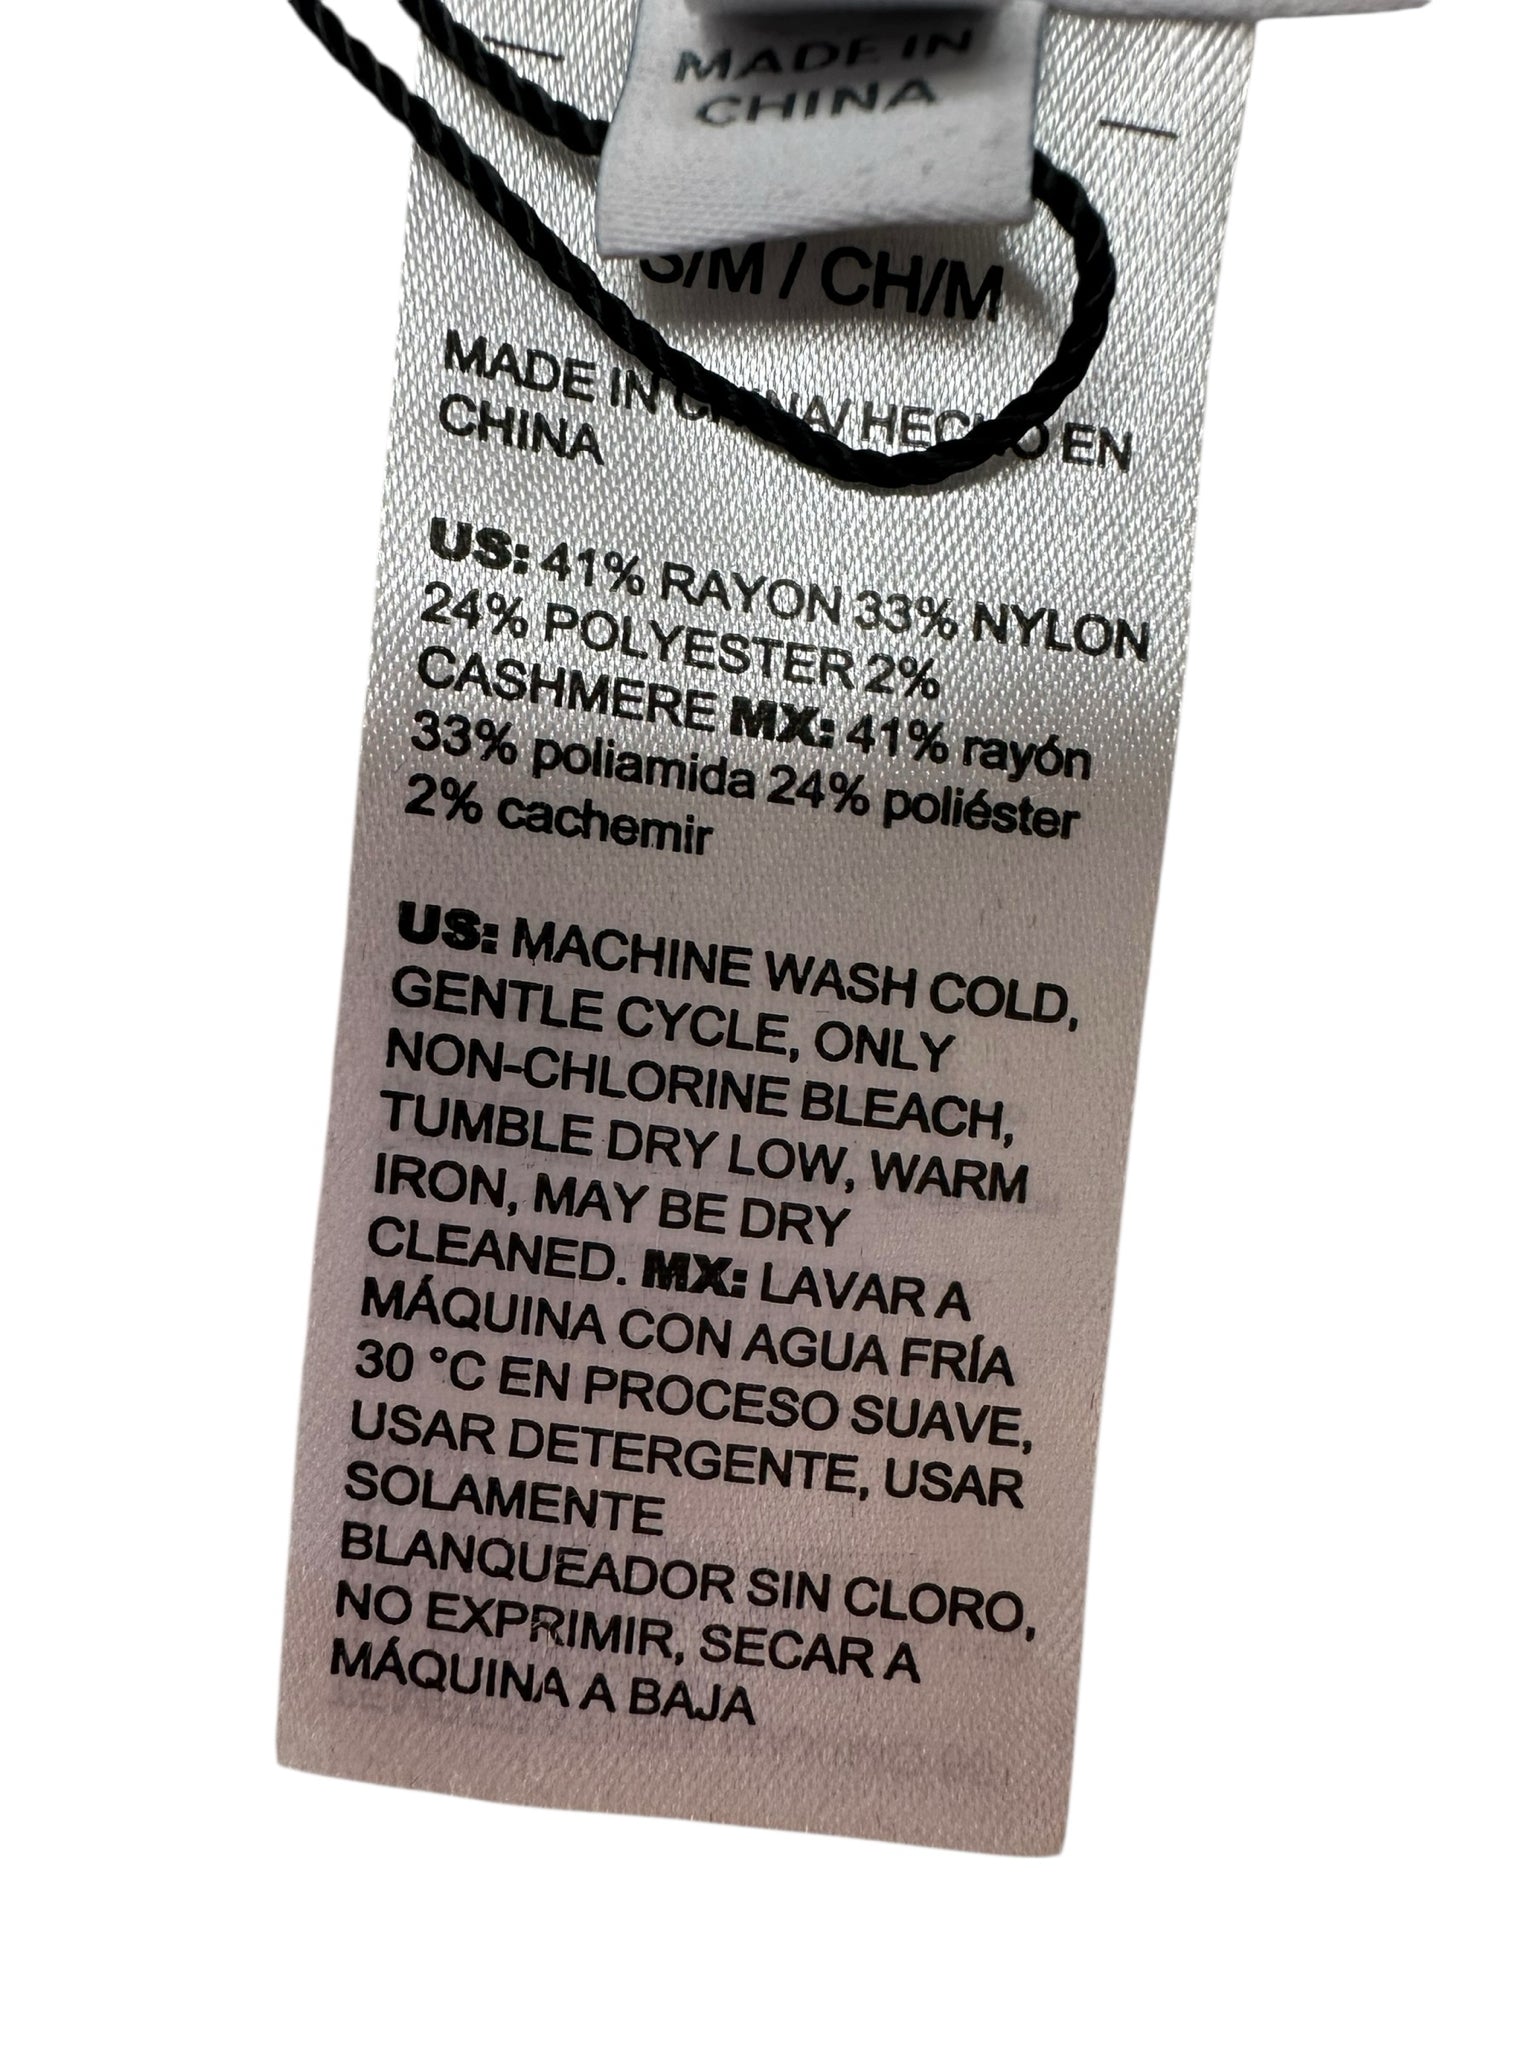 MADE IN
CHINA
S/M / CH/M
MADE IN CHINA/ HECHO EN
CHINA
US: 41% RAYON 33% NYLON
24% POLYESTER 2%
CASHMERE MX: 41% rayón
33% poliamida 24% poliéster
2% cachemir
US: MACHINE WASH COLD,
GENTLE CYCLE, ONLY
NON-CHLORINE BLEACH,
TUMBLE DRY LOW, WARM
IRON, MAY BE DRY
CLEANED. MX: LAVAR A
MÁQUINA CON AGUA FRÍA
30 °C EN PROCESO SUAVE,
USAR DETERGENTE, USAR
SOLAMENTE
BLANQUEADOR SIN CLORO,
NO EXPRIMIR, SECAR A
MÁQUINA A BAJA